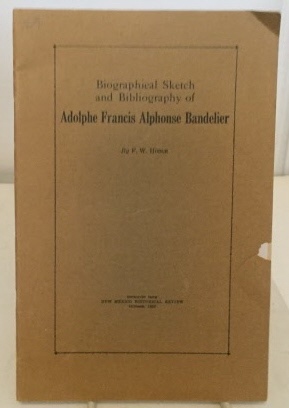 Biographical Sketch
and Bibliography of
Adolphe Francis Alphonse Bandelier
By F. W. Hodge
NEW MEXICO HISTORICAL REVIEW